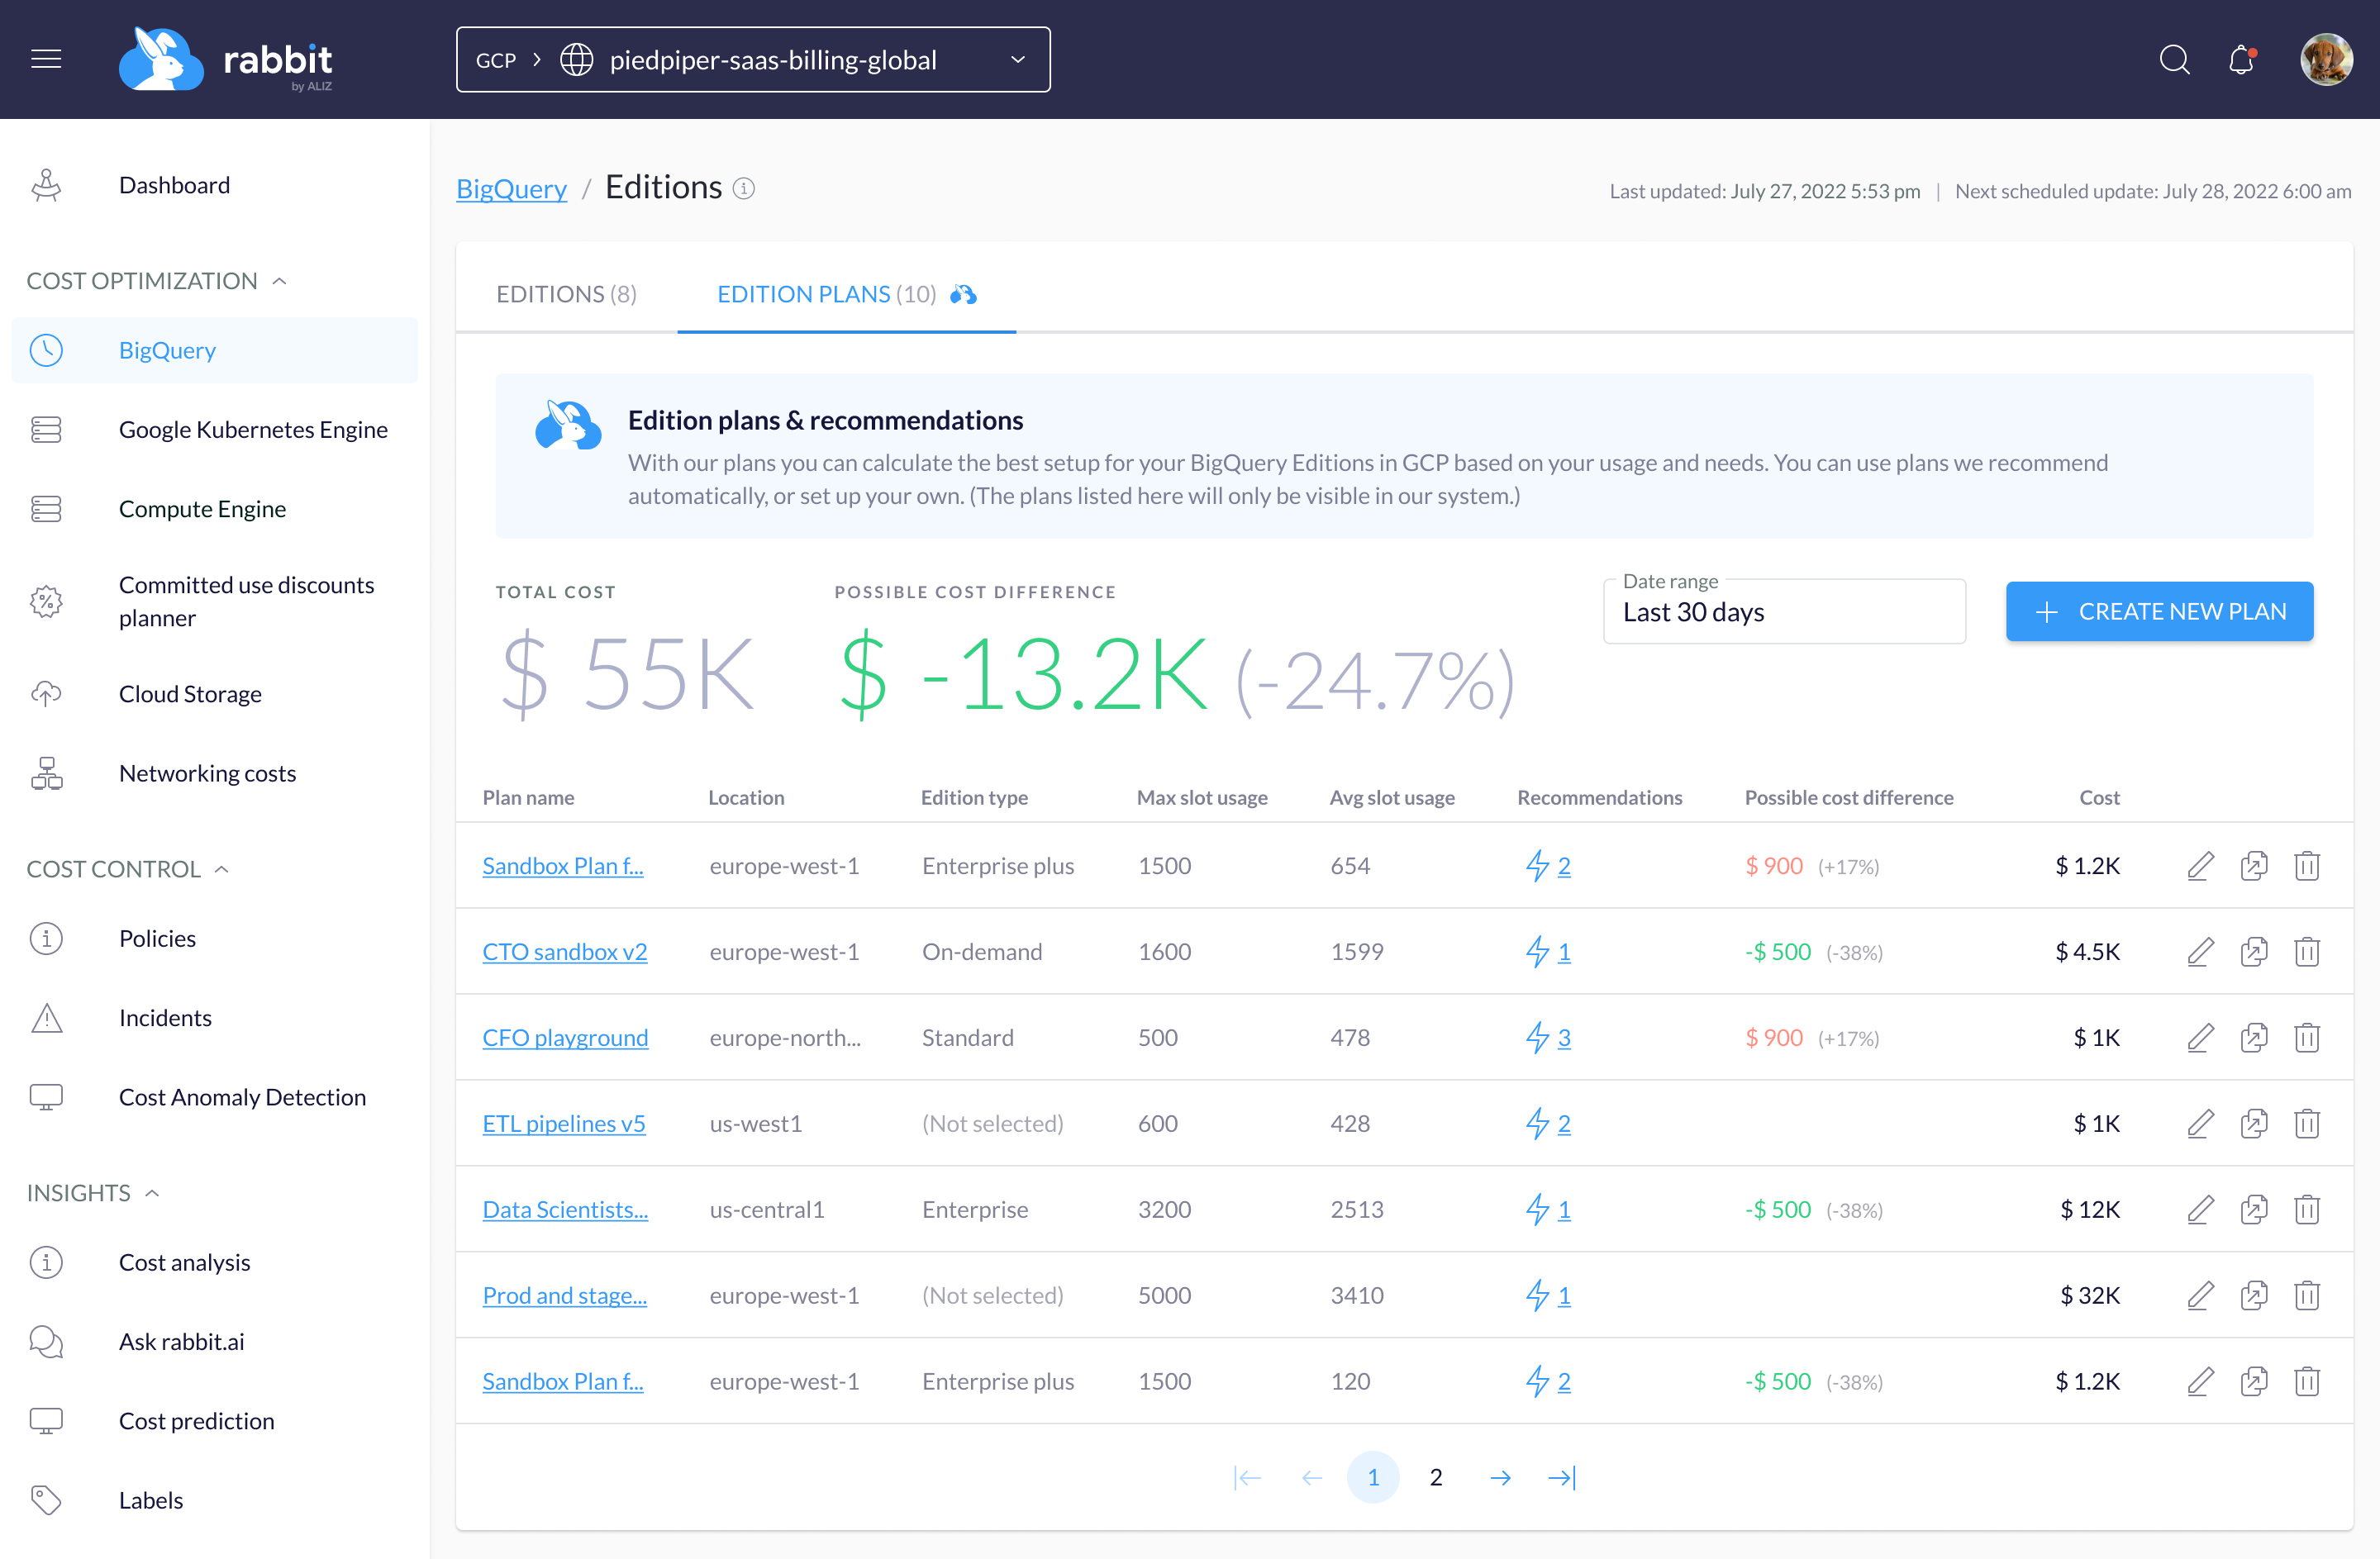 rabbit
by ALIZ
GCP > piedpiper-saas-billing-global
Dashboard
COST OPTIMIZATION
BigQuery
Google Kubernetes Engine
Compute Engine
Committed use discounts
planner
Cloud Storage
Networking costs
COST CONTROL
Policies
Incidents
Cost Anomaly Detection
INSIGHTS
Cost analysis
Ask rabbit.ai
Cost prediction
Labels
BigQuery / Editions
Last updated: July 27, 2022 5:53 pm | Next scheduled update: July 28, 2022 6:00 am
EDITIONS (8) EDITION PLANS (10)
Edition plans & recommendations
With our plans you can calculate the best setup for your BigQuery Editions in GCP based on your usage and needs. You can use plans we recommend
automatically, or set up your own. (The plans listed here will only be visible in our system.)
TOTAL COST
$ 55K
POSSIBLE COST DIFFERENCE
$ -13.2K (-24.7%)
Date range
Last 30 days
CREATE NEW PLAN
Plan name Location Edition type Max slot usage Avg slot usage Recommendations Possible cost difference Cost
Sandbox Plan f... europe-west-1 Enterprise plus 1500 654 2 $ 900 (+17%) $ 1.2K
CTO sandbox v2 europe-west-1 On-demand 1600 1599 1 -$ 500 (-38%) $ 4.5K
CFO playground europe-north... Standard 500 478 3 $ 900 (+17%) $ 1K
ETL pipelines v5 us-west1 (Not selected) 600 428 2 $ 1K
Data Scientists... us-central1 Enterprise 3200 2513 1 -$ 500 (-38%) $ 12K
Prod and stage... europe-west-1 (Not selected) 5000 3410 1 $ 32K
Sandbox Plan f... europe-west-1 Enterprise plus 1500 120 2 -$ 500 (-38%) $ 1.2K
1 2